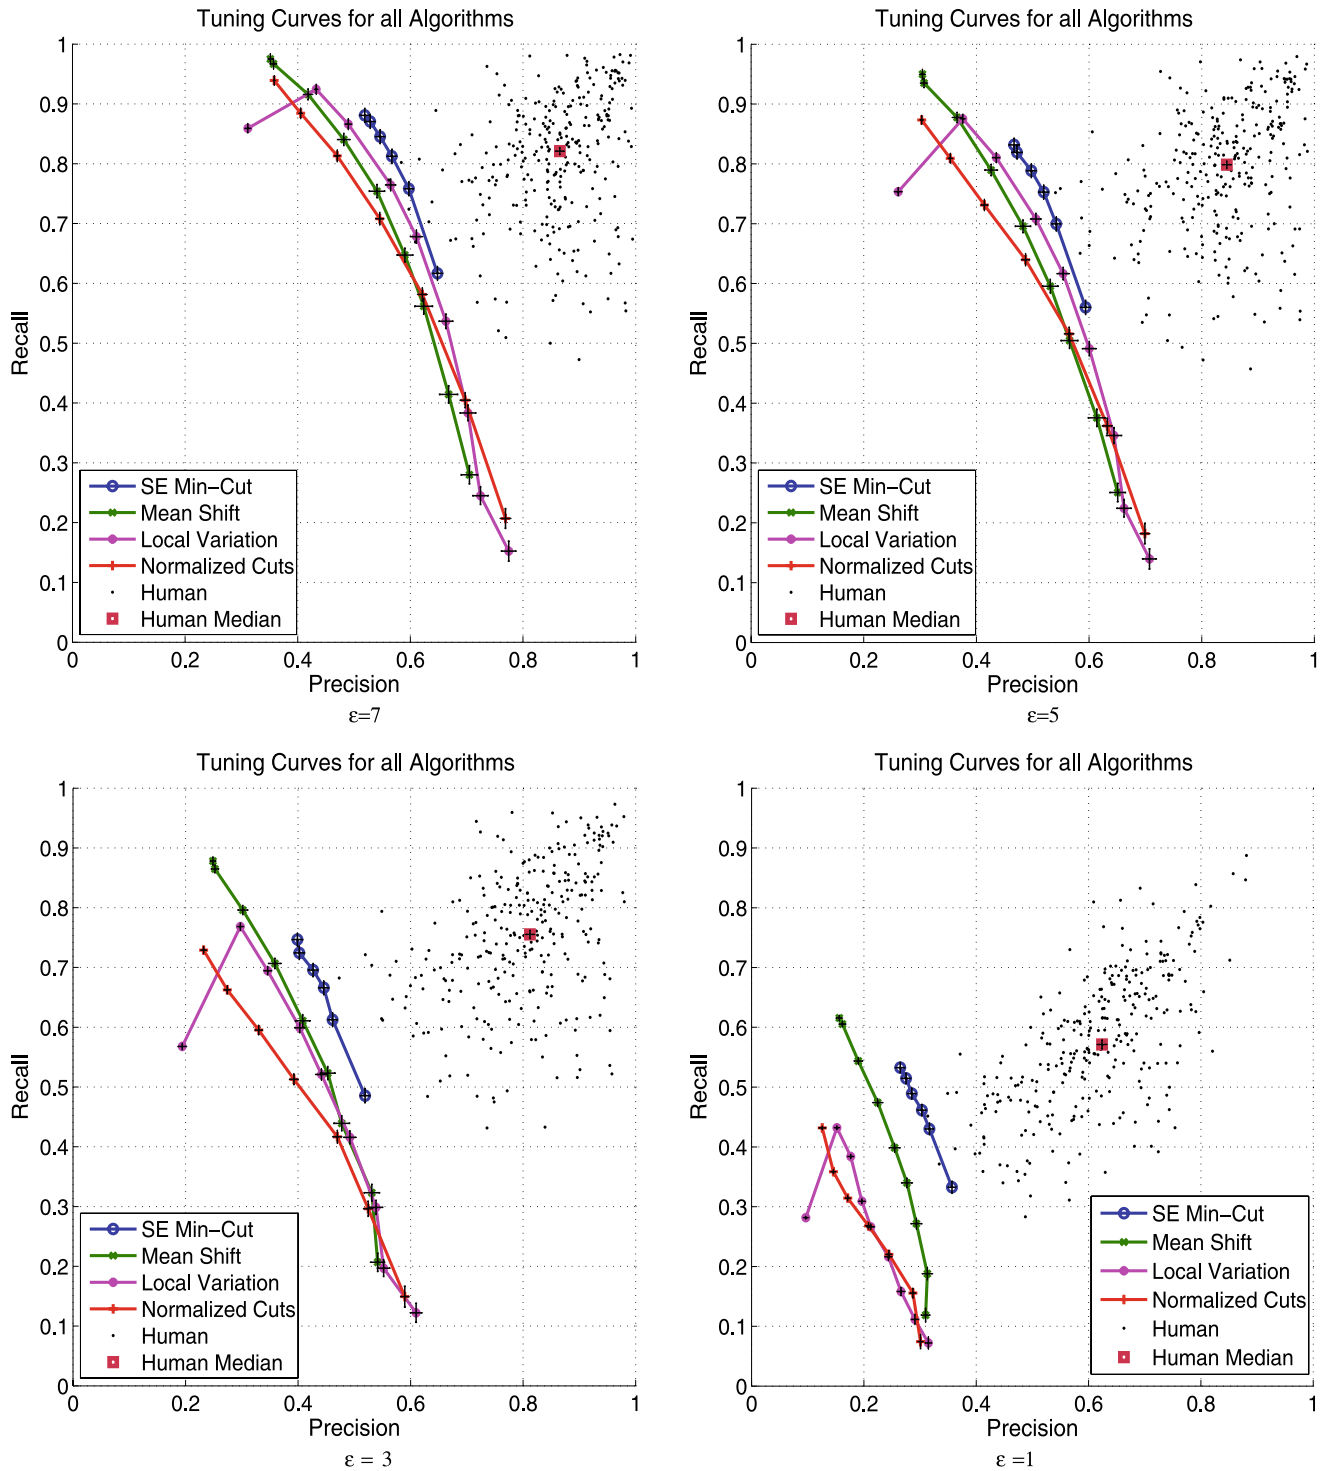 Tuning Curves for all Algorithms
1
0.9
0.8
0.7
0.6
0.5
0.4
0.3
0.2
0.1
0
Recall
SE Min-Cut
Mean Shift
Local Variation
Normalized Cuts
Human
Human Median
0 0.2 0.4 0.6 0.8 1
Precision
ε=7
Tuning Curves for all Algorithms
1
0.9
0.8
0.7
0.6
0.5
0.4
0.3
0.2
0.1
0
Recall
SE Min-Cut
Mean Shift
Local Variation
Normalized Cuts
Human
Human Median
0 0.2 0.4 0.6 0.8 1
Precision
ε=5
Tuning Curves for all Algorithms
1
0.9
0.8
0.7
0.6
0.5
0.4
0.3
0.2
0.1
0
Recall
SE Min-Cut
Mean Shift
Local Variation
Normalized Cuts
Human
Human Median
0 0.2 0.4 0.6 0.8 1
Precision
ε = 3
Tuning Curves for all Algorithms
1
0.9
0.8
0.7
0.6
0.5
0.4
0.3
0.2
0.1
0
Recall
SE Min-Cut
Mean Shift
Local Variation
Normalized Cuts
Human
Human Median
0 0.2 0.4 0.6 0.8 1
Precision
ε =1